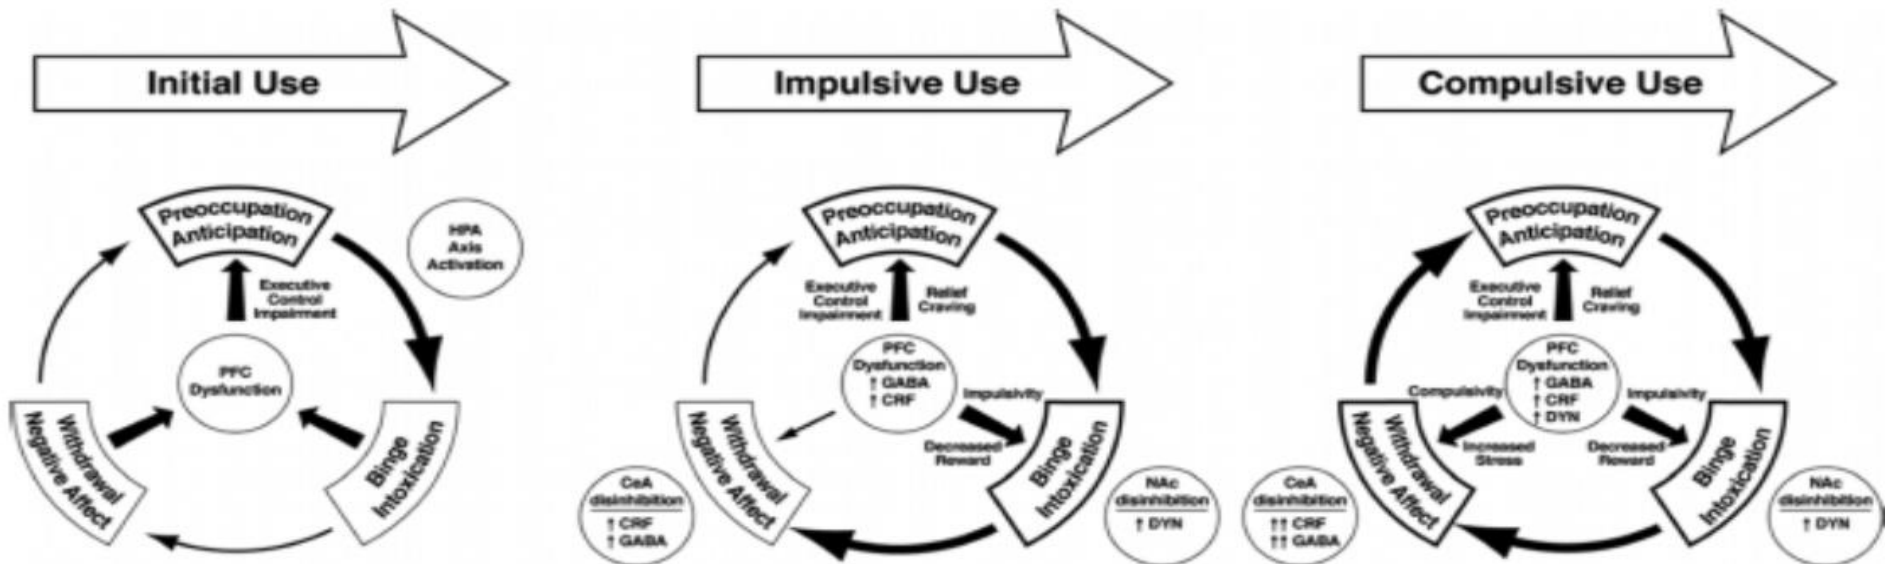 Initial Use
Impulsive Use
Compulsive Use
Preoccupation
Anticipation
HPA
Axis
Activation
Executive
Control
Impairment
PFC
Dysfunction
Withdrawal
Negative Affect
Binge
Intoxication
Preoccupation
Anticipation
Executive
Control
Impairment
Relief
Craving
PFC
Dysfunction
↑ GABA
↑ CRF
Impulsivity
Decreased
Reward
Withdrawal
Negative Affect
Binge
Intoxication
CeA
disinhibition
↑ CRF
↑ GABA
NAc
disinhibition
↑ DYN
Preoccupation
Anticipation
Executive
Control
Impairment
Relief
Craving
PFC
Dysfunction
↑ GABA
↑ CRF
↑ DYN
Compulsivity
Impulsivity
Increased
Stress
Decreased
Reward
Withdrawal
Negative Affect
Binge
Intoxication
CeA
disinhibition
↑↑ CRF
↑↑ GABA
NAc
disinhibition
↑ DYN